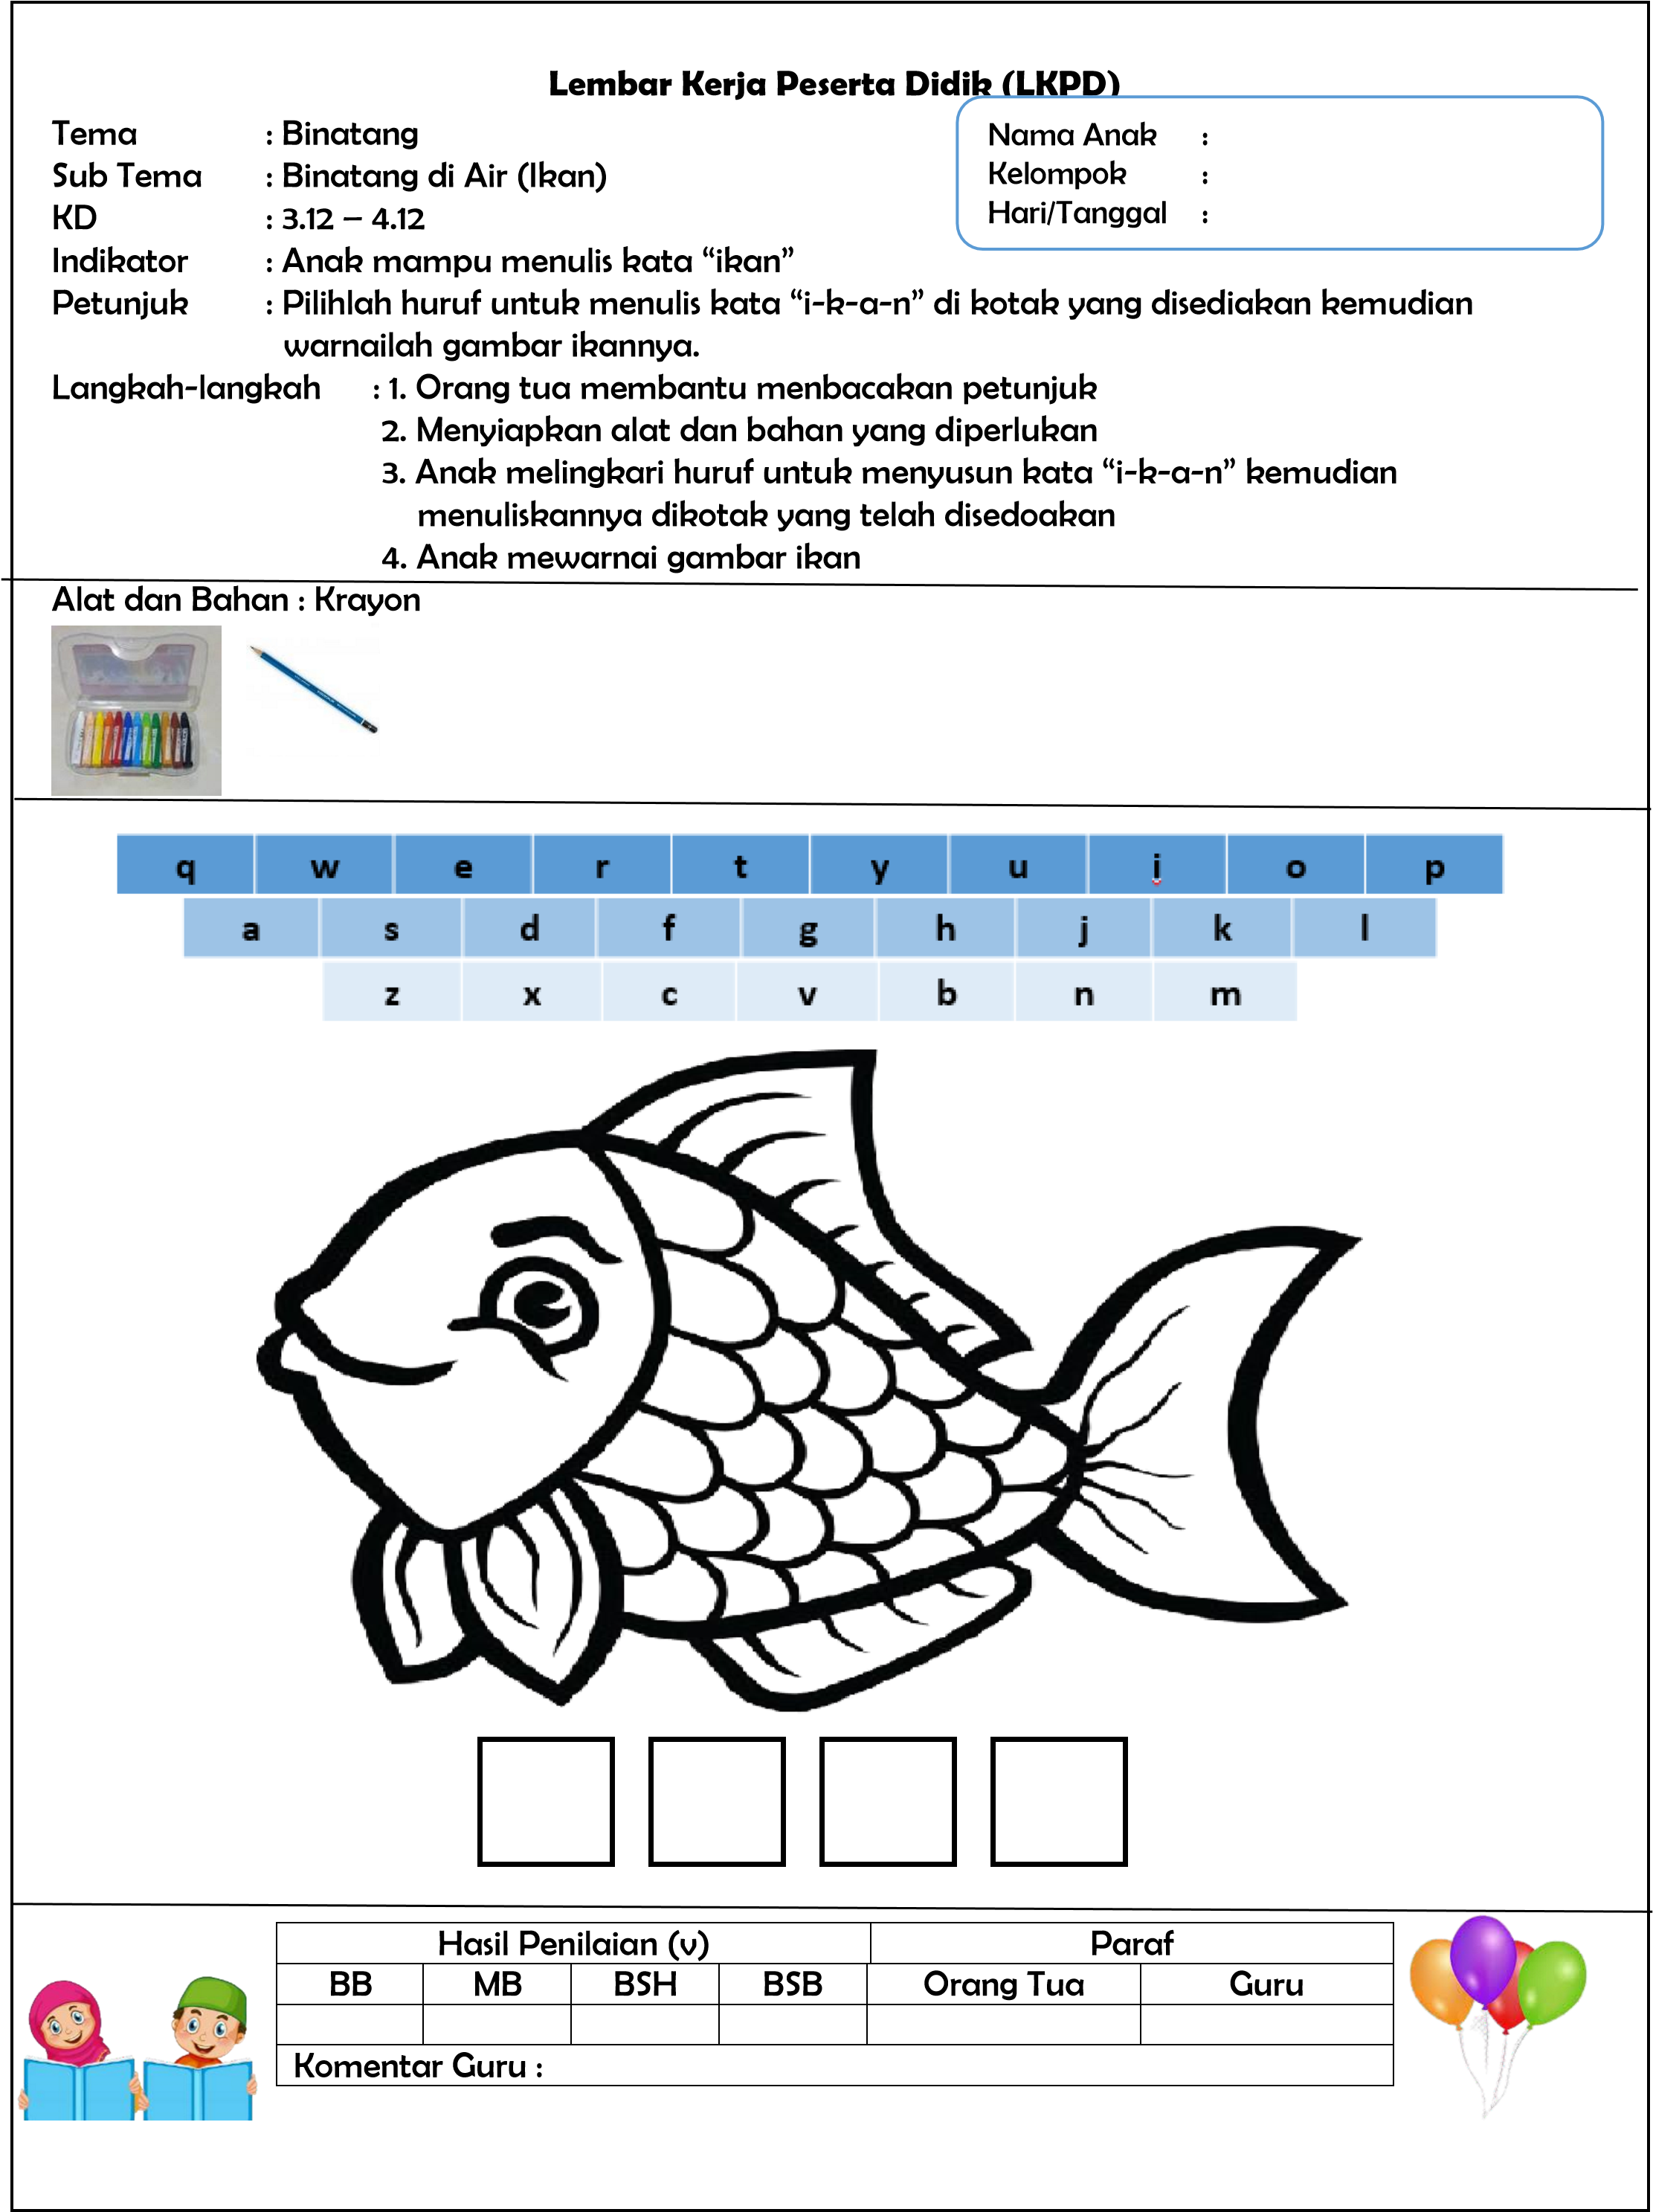 Lembar Kerja Peserta Didik (LKPD)
Nama Anak :
Kelompok :
Hari/Tanggal :
Tema : Binatang
Sub Tema : Binatang di Air (Ikan)
KD : 3.12 – 4.12
Indikator : Anak mampu menulis kata “ikan”
Petunjuk : Pilihlah huruf untuk menulis kata “i-k-a-n” di kotak yang disediakan kemudian
warnailah gambar ikannya.
Langkah-langkah : 1. Orang tua membantu menbacakan petunjuk
2. Menyiapkan alat dan bahan yang diperlukan
3. Anak melingkari huruf untuk menyusun kata “i-k-a-n” kemudian
menuliskannya dikotak yang telah disedoakan
4. Anak mewarnai gambar ikan
Alat dan Bahan : Krayon
q w e r t y u i o p
a s d f g h j k l
z x c v b n m
Hasil Penilaian (v) Paraf
BB MB BSH BSB Orang Tua Guru
Komentar Guru :